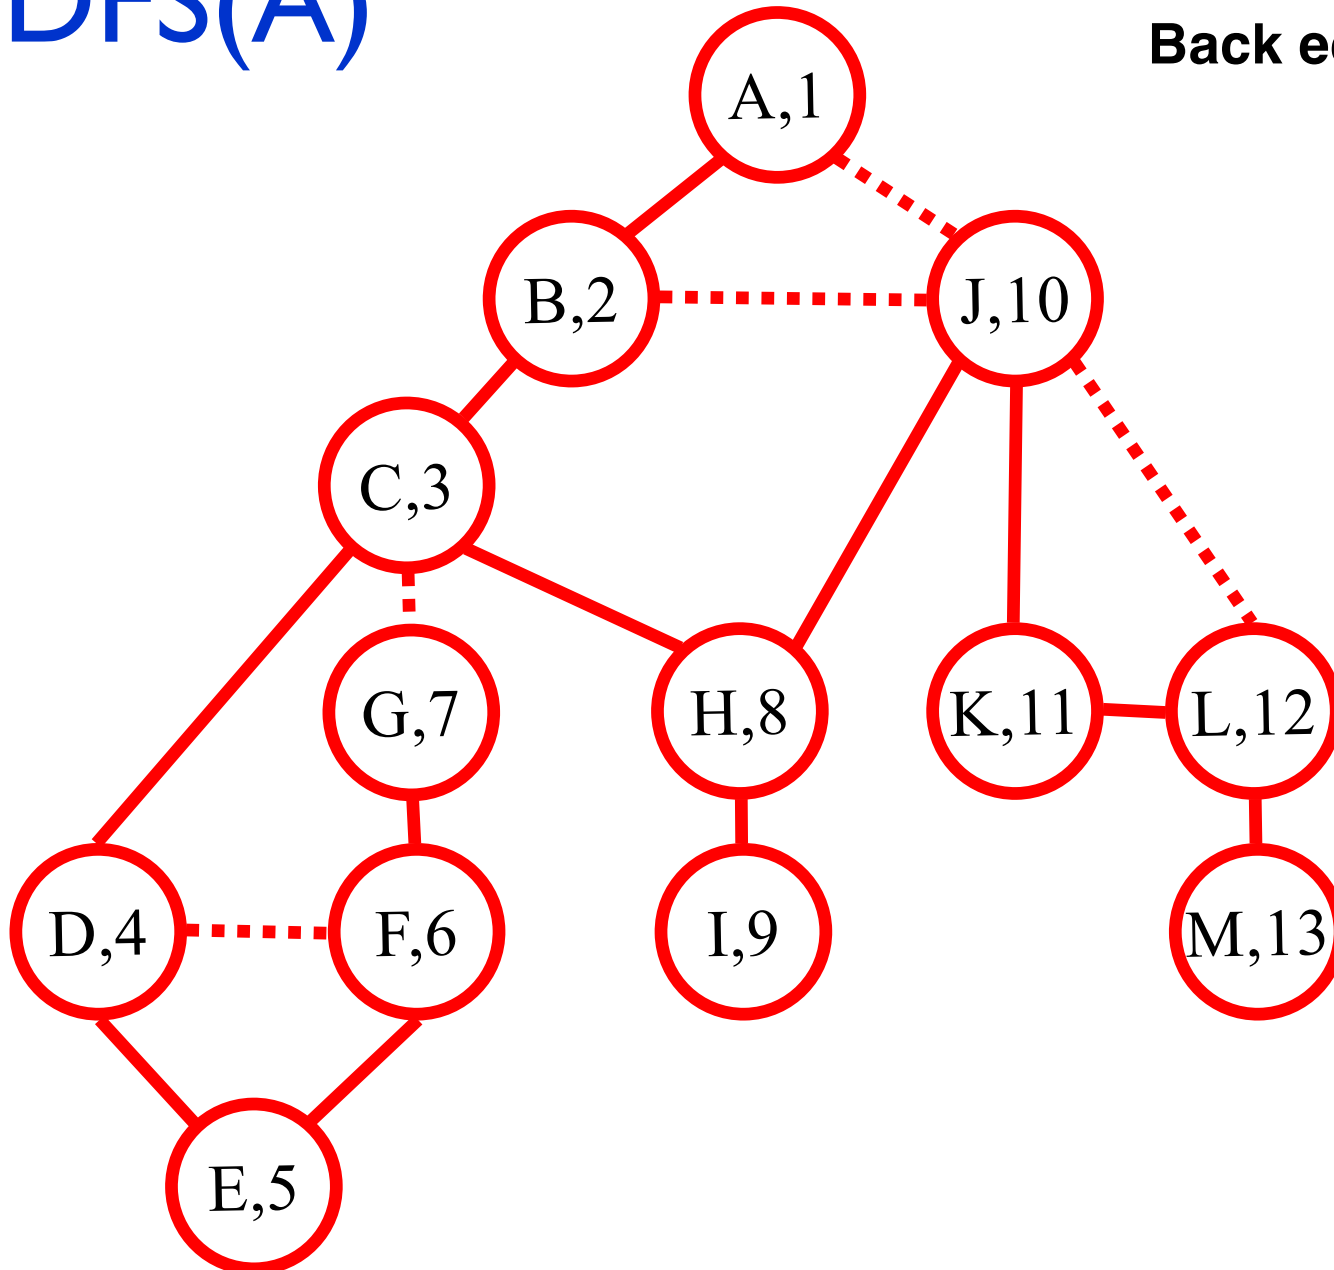 DFS(A)
Back
A,1
B,2
J,10
C,3
G,7
H,8
K,11
L,12
D,4
F,6
I,9
M,13
E,5